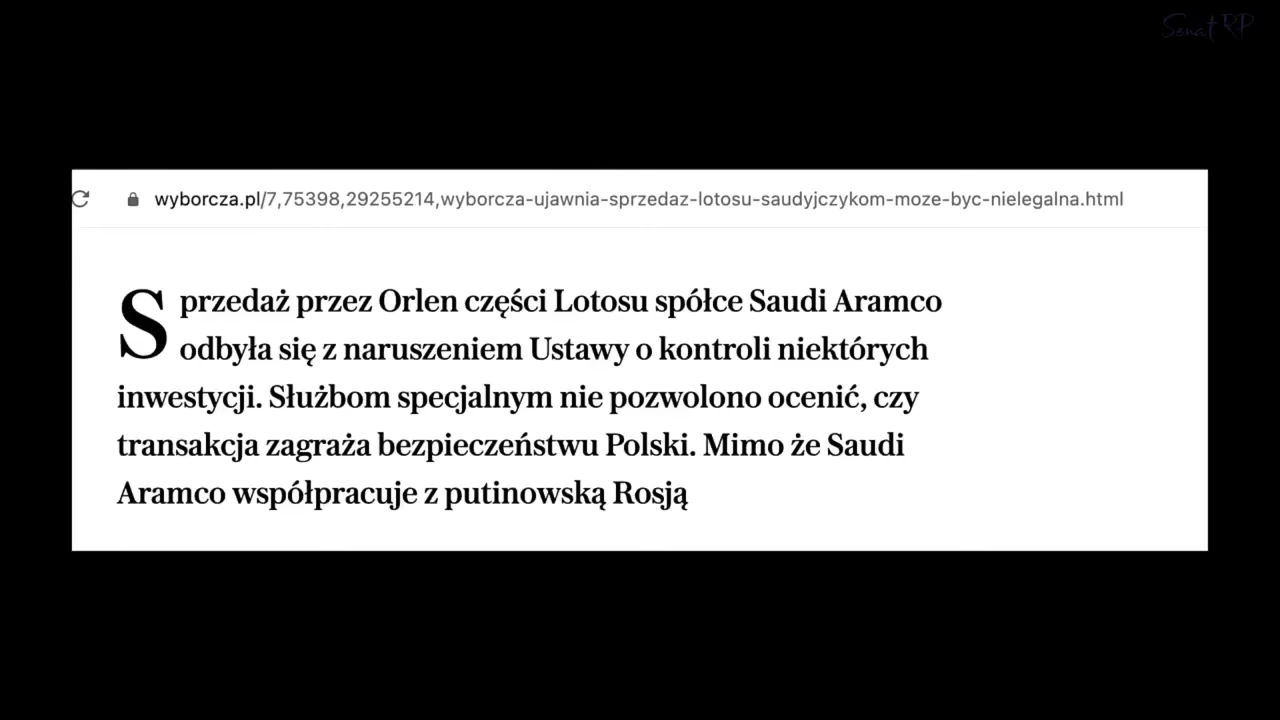 Senat RP
wyborcza.pl/7,75398,29255214,wyborcza-ujawnia-sprzedaz-lotosu-saudyjczykom-moze-byc-nielegalna.html
Sprzedaż przez Orlen części Lotosu spółce Saudi Aramco
odbyła się z naruszeniem Ustawy o kontroli niektórych
inwestycji. Służbom specjalnym nie pozwolono ocenić, czy
transakcja zagraża bezpieczeństwu Polski. Mimo że Saudi
Aramco współpracuje z putinowską Rosją